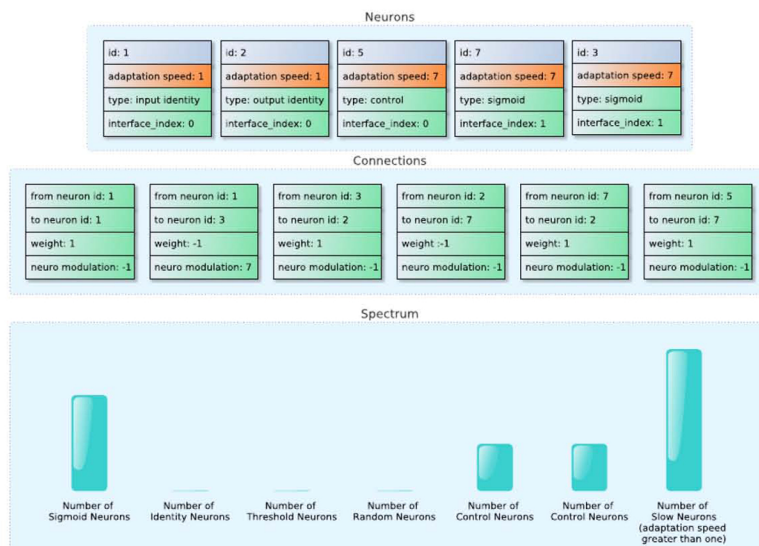 Neurons
id: 1
id: 2
id: 5
id: 7
id: 3
adaptation speed: 1
adaptation speed: 1
adaptation speed: 7
adaptation speed: 7
adaptation speed: 7
type: input identity
type: output identity
type: control
type: sigmoid
type: sigmoid
interface_index: 0
interface_index: 0
interface_index: 0
interface_index: 1
interface_index: 1
Connections
from neuron id: 1
from neuron id: 1
from neuron id: 3
from neuron id: 2
from neuron id: 7
from neuron id: 5
to neuron id: 1
to neuron id: 3
to neuron id: 2
to neuron id: 7
to neuron id: 2
to neuron id: 7
weight: 1
weight: -1
weight: 1
weight :-1
weight: 1
weight: 1
neuro modulation: -1
neuro modulation: 7
neuro modulation: -1
neuro modulation: -1
neuro modulation: -1
neuro modulation: -1
Spectrum
Number of
Sigmoid Neurons
Number of
Identity Neurons
Number of
Threshold Neurons
Number of
Random Neurons
Number of
Control Neurons
Number of
Control Neurons
Number of
Slow Neurons
(adaptation speed
greater than one)